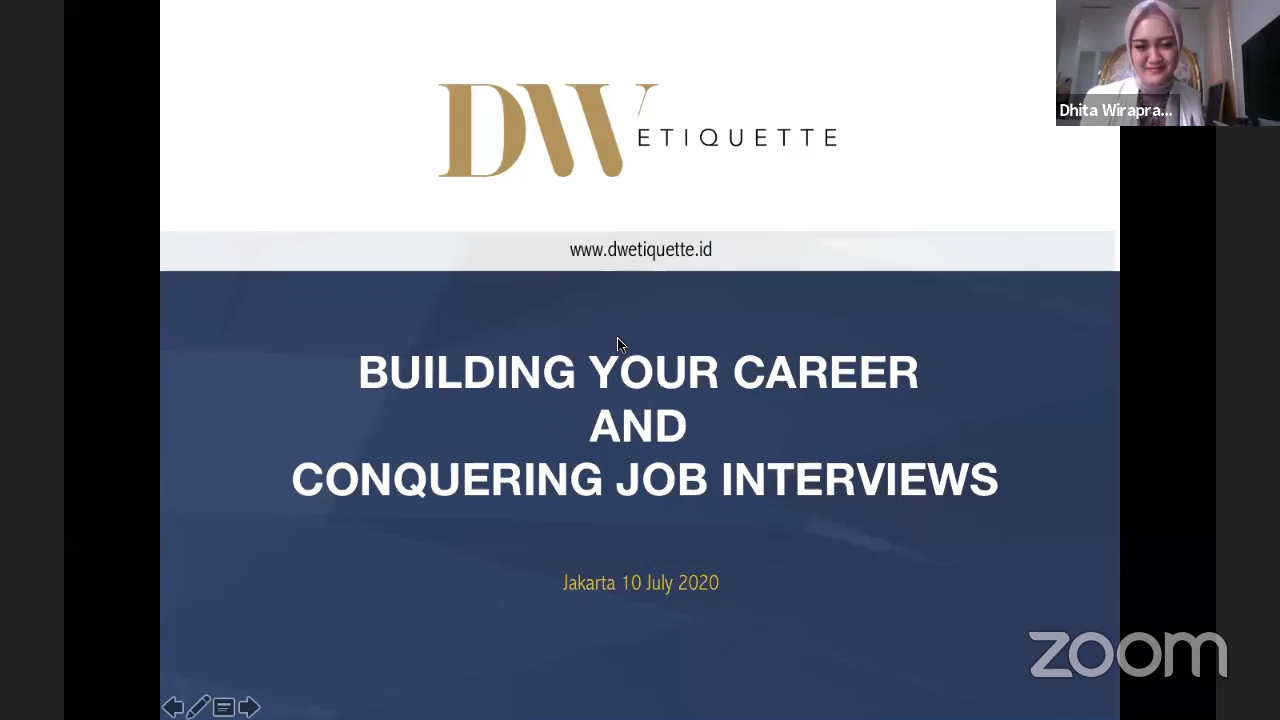 DW ETIQUETTE
Dhita Wirapra...
www.dwetiquette.id
BUILDING YOUR CAREER
AND
CONQUERING JOB INTERVIEWS
Jakarta 10 July 2020
zoom